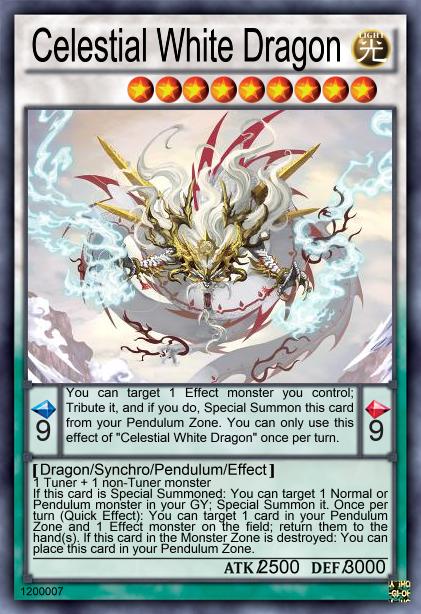 Celestial White Dragon
LIGHT
光
You can target 1 Effect monster you control;
Tribute it, and if you do, Special Summon this card
from your Pendulum Zone. You can only use this
effect of "Celestial White Dragon" once per turn.
9
9
[Dragon/Synchro/Pendulum/Effect]
1 Tuner + 1 non-Tuner monster
If this card is Special Summoned: You can target 1 Normal or
Pendulum monster in your GY; Special Summon it. Once per
turn (Quick Effect): You can target 1 card in your Pendulum
Zone and 1 Effect monster on the field; return them to the
hand(s). If this card in the Monster Zone is destroyed: You can
place this card in your Pendulum Zone.
ATK/2500 DEF/3000
1200007